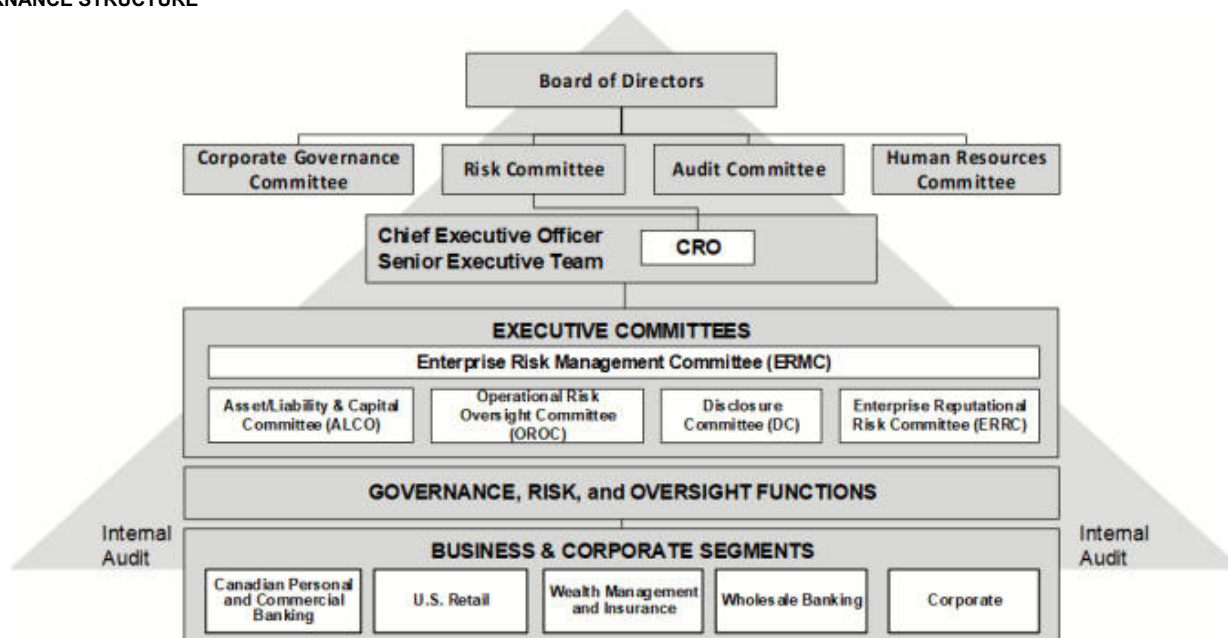 NANCE STRUCTURE
Board of Directors
Corporate Governance
Committee
Risk Committee
Audit Committee
Human Resources
Committee
Chief Executive Officer
Senior Executive Team
CRO
EXECUTIVE COMMITTEES
Enterprise Risk Management Committee (ERMC)
Asset/Liability & Capital
Committee (ALCO)
Operational Risk
Oversight Committee
(OROC)
Disclosure
Committee (DC)
Enterprise Reputational
Risk Committee (ERRC)
GOVERNANCE, RISK, and OVERSIGHT FUNCTIONS
Internal
Audit
Internal
Audit
BUSINESS & CORPORATE SEGMENTS
Canadian Personal
and Commercial
Banking
U.S. Retail
Wealth Management
and Insurance
Wholesale Banking
Corporate